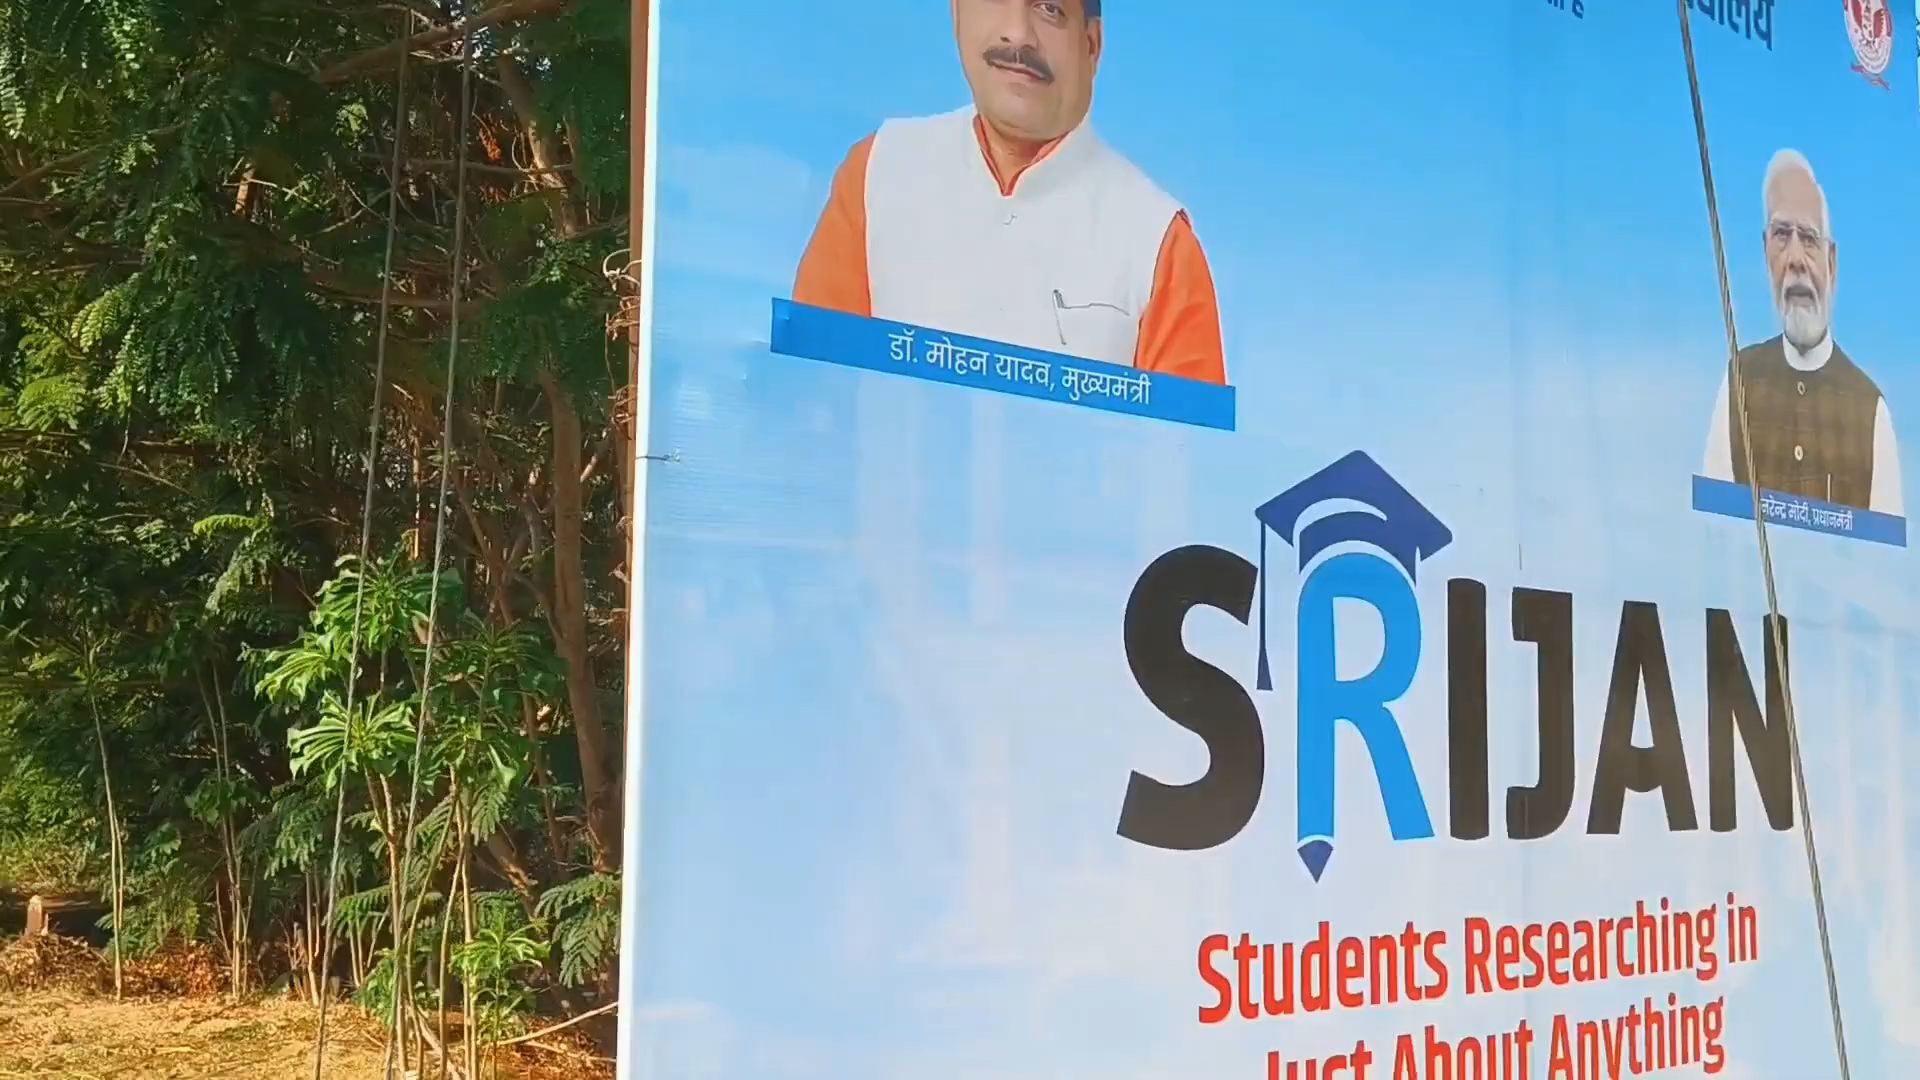 डॉ. मोहन यादव, मुख्यमंत्री
नरेन्द्र मोदी, प्रधानमंत्री
SRIJAN
Students Researching in
Just About Anything